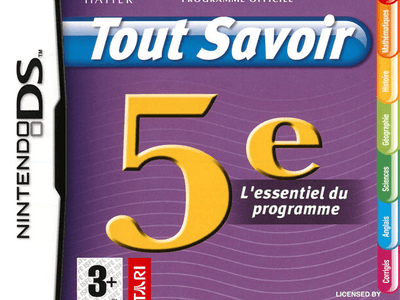 HATIER
PROGRAMME OFFICIEL
Tout Savoir
5e
L'essentiel du
programme
NINTENDO DS
TM
3+
ATARI
LICENSED BY
Mathématiques
Histoire
Géographie
Sciences
Anglais
Corrigés